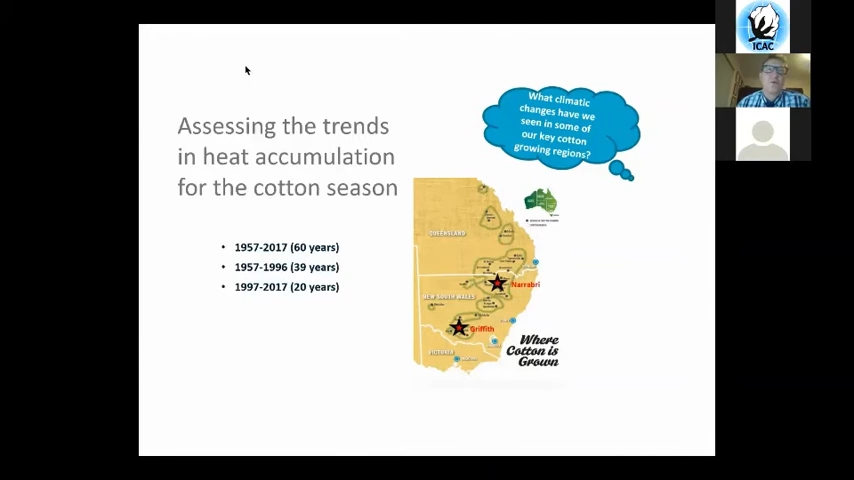 ICAC
What climatic
changes have we
seen in some of
our key cotton
growing regions?
Assessing the trends
in heat accumulation
for the cotton season
• 1957-2017 (60 years)
• 1957-1996 (39 years)
• 1997-2017 (20 years)
QUEENSLAND
NEW SOUTH WALES
Narrabri
Griffith
VICTORIA
Where
Cotton is
Grown